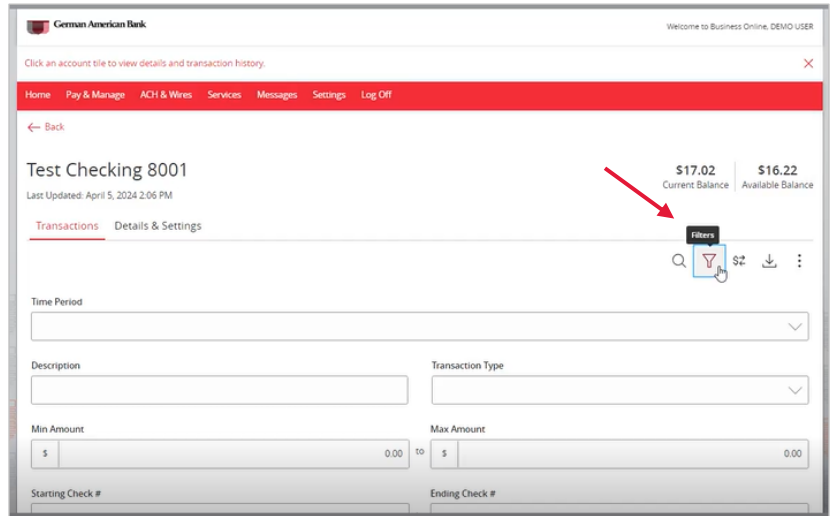 German American Bank
Welcome to Business Online, DEMO USER
Click an account tile to view details and transaction history.
Home Pay & Manage ACH & Wires Services Messages Settings Log Off
Back
Test Checking 8001
$17.02 $16.22
Current Balance Available Balance
Last Updated: April 5, 2024 2:06 PM
Transactions Details & Settings
Filters
Time Period
Description Transaction Type
Min Amount Max Amount
$ 0.00 to $ 0.00
Starting Check # Ending Check #